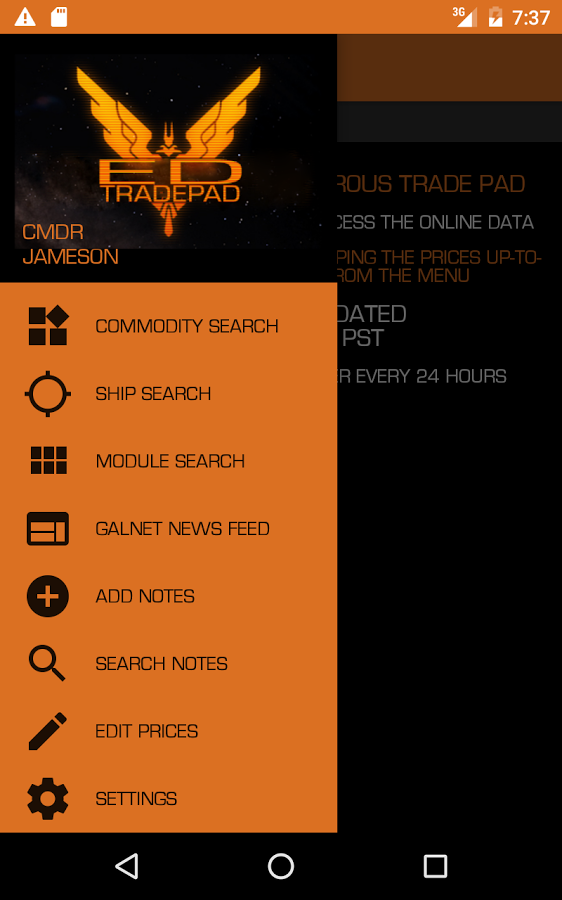 3G 7:37
ED
TRADEPAD
CMDR
JAMESON
ROUS TRADE PAD
CESS THE ONLINE DATA
PING THE PRICES UP-TO-
ROM THE MENU
DATED
PST
R EVERY 24 HOURS
COMMODITY SEARCH
SHIP SEARCH
MODULE SEARCH
GALNET NEWS FEED
ADD NOTES
SEARCH NOTES
EDIT PRICES
SETTINGS